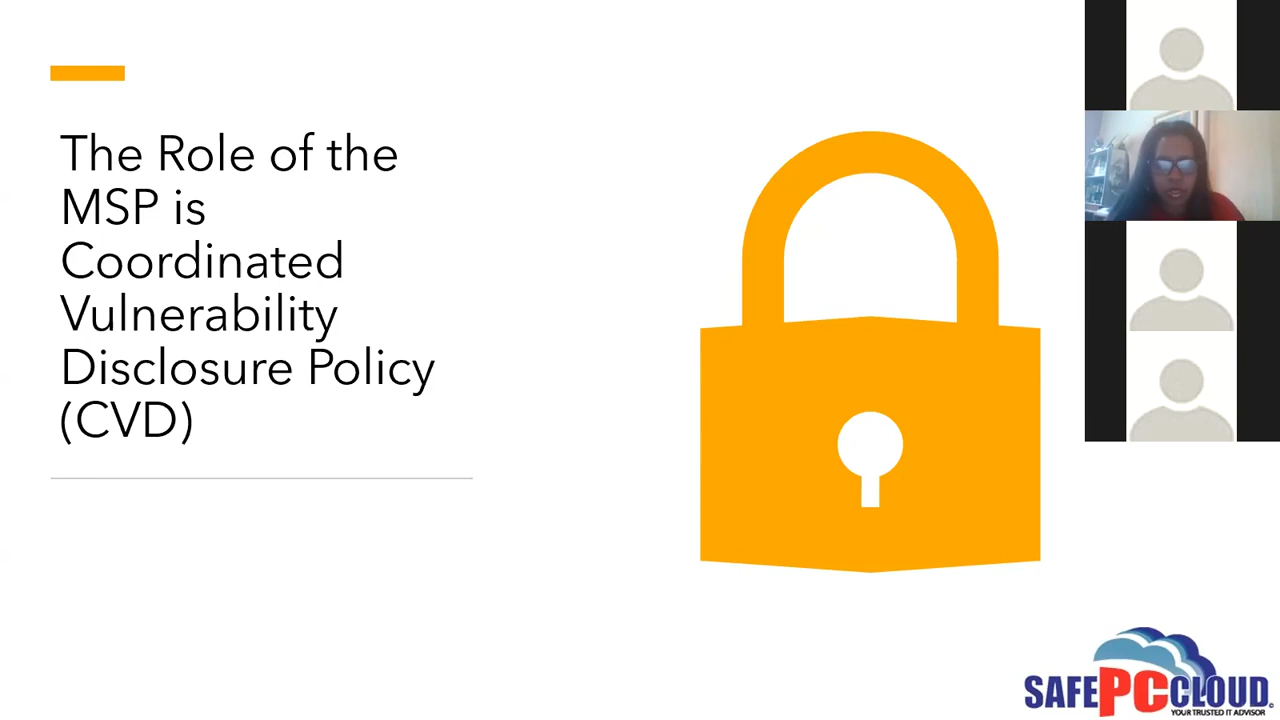 The Role of the
MSP is
Coordinated
Vulnerability
Disclosure Policy
(CVD)
SAFEPCCLOUD
YOUR TRUSTED IT ADVISOR